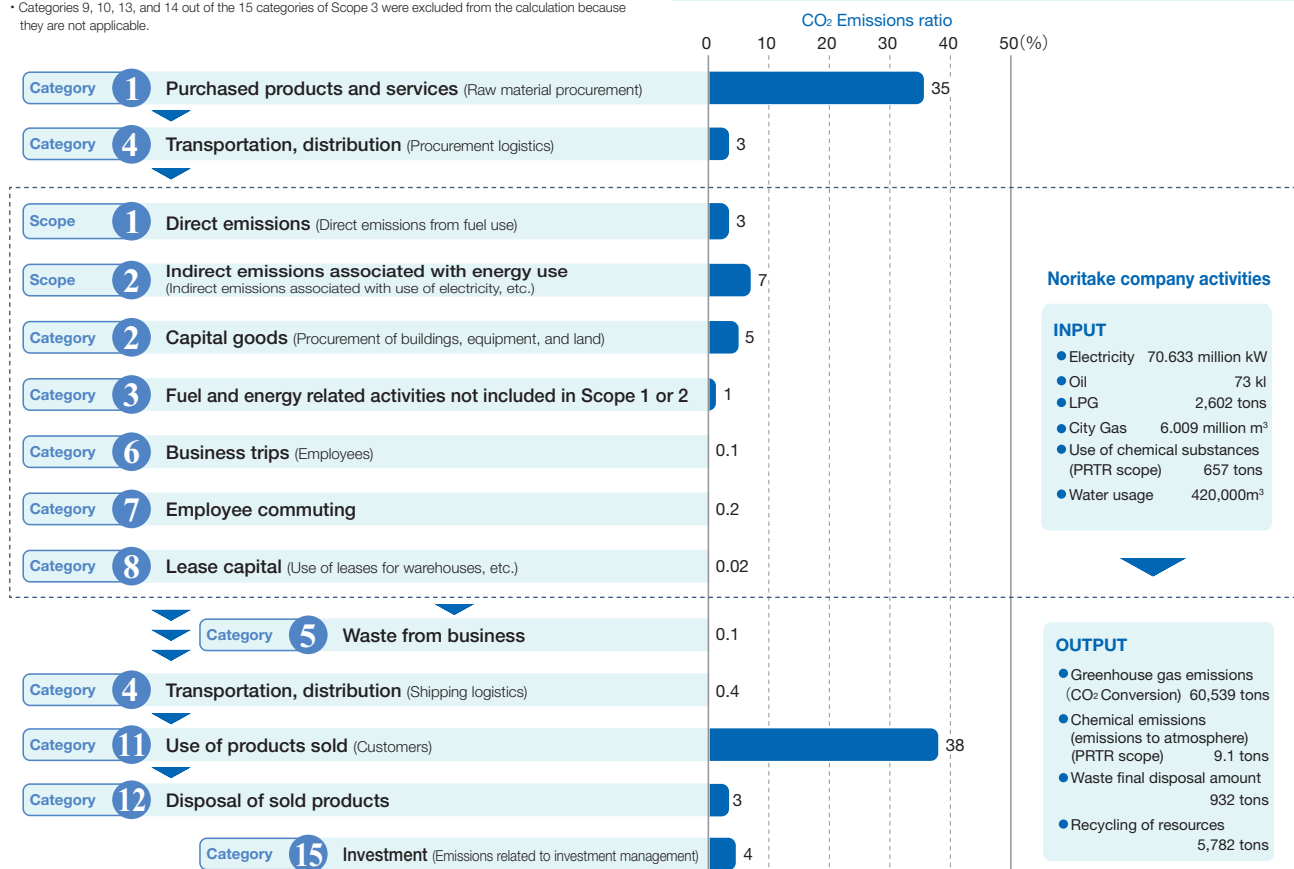 • Categories 9, 10, 13, and 14 out of the 15 categories of Scope 3 were excluded from the calculation because
they are not applicable.
CO₂ Emissions ratio
0 10 20 30 40 50(%)
Category 1 Purchased products and services (Raw material procurement) 35
Category 4 Transportation, distribution (Procurement logistics) 3
Scope 1 Direct emissions (Direct emissions from fuel use) 3
Scope 2 Indirect emissions associated with energy use
(Indirect emissions associated with use of electricity, etc.) 7
Category 2 Capital goods (Procurement of buildings, equipment, and land) 5
Category 3 Fuel and energy related activities not included in Scope 1 or 2 1
Category 6 Business trips (Employees) 0.1
Category 7 Employee commuting 0.2
Category 8 Lease capital (Use of leases for warehouses, etc.) 0.02
Category 5 Waste from business 0.1
Category 4 Transportation, distribution (Shipping logistics) 0.4
Category 11 Use of products sold (Customers) 38
Category 12 Disposal of sold products 3
Category 15 Investment (Emissions related to investment management) 4
Noritake company activities
INPUT
● Electricity 70.633 million kW
● Oil 73 kl
● LPG 2,602 tons
● City Gas 6.009 million m³
● Use of chemical substances
(PRTR scope) 657 tons
● Water usage 420,000m³
OUTPUT
● Greenhouse gas emissions
(CO₂ Conversion) 60,539 tons
● Chemical emissions
(emissions to atmosphere)
(PRTR scope) 9.1 tons
● Waste final disposal amount
932 tons
● Recycling of resources
5,782 tons